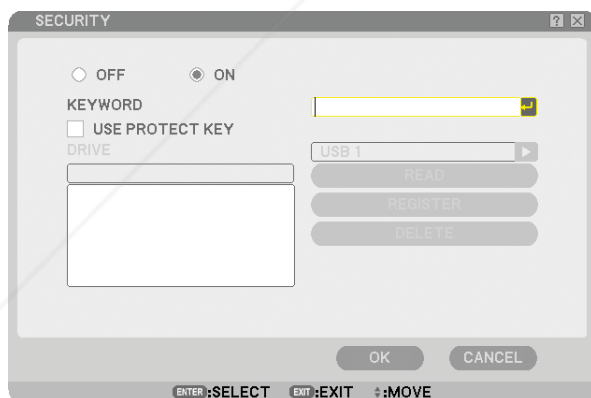 SECURITY
OFF ON
KEYWORD
USE PROTECT KEY
DRIVE USB 1
READ
REGISTER
DELETE
OK CANCEL
ENTER :SELECT EXIT :EXIT :MOVE